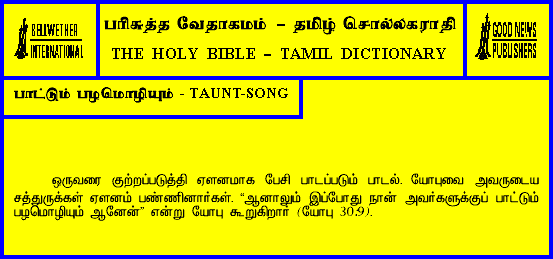 BELLWETHER
INTERNATIONAL
பரிசுத்த வேதாகமம் – தமிழ் சொல்லகராதி
THE HOLY BIBLE – TAMIL DICTIONARY
GOOD NEWS
PUBLISHERS
பாட்டும் பழமொழியும் - TAUNT-SONG
ஒருவரை குற்றப்படுத்தி ஏளனமாக பேசி பாடப்படும் பாடல். யோபுவை அவருடைய
சத்துருக்கள் ஏளனம் பண்ணினார்கள். “ஆனாலும் இப்போது நான் அவர்களுக்குப் பாட்டும்
பழமொழியும் ஆனேன்” என்று யோபு கூறுகிறார் (யோபு 30:9).